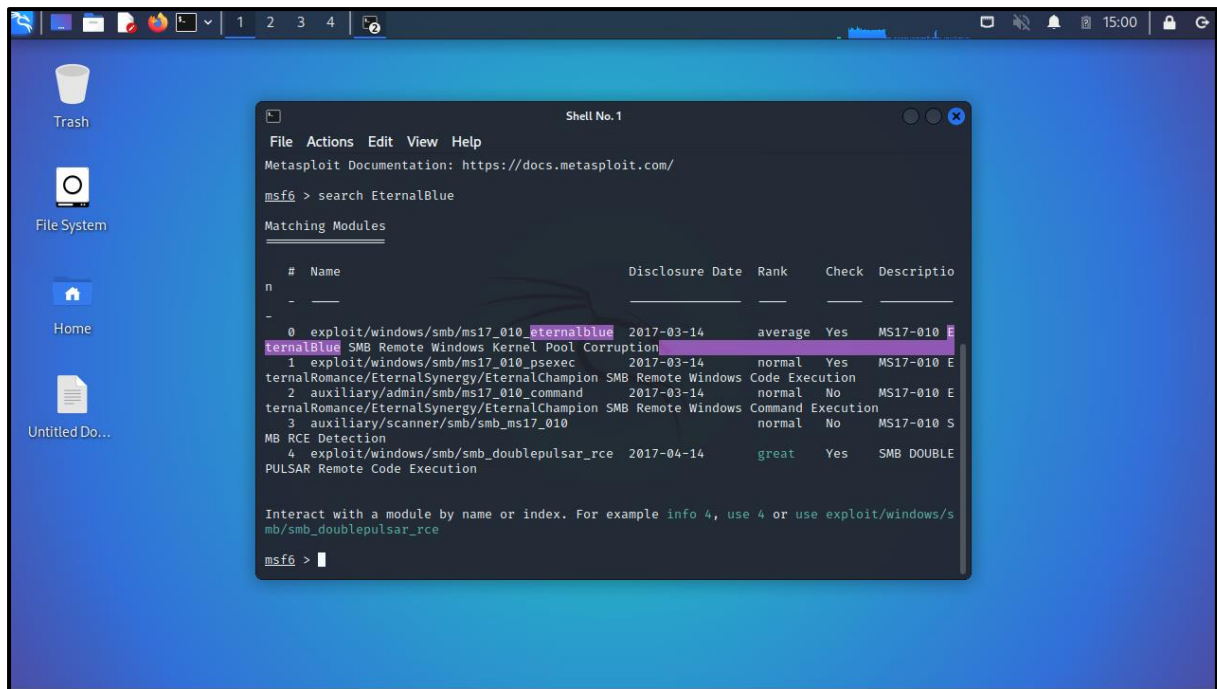 1 2 3 4 15:00
Trash
File System
Home
Untitled Do...
Shell No. 1
File Actions Edit View Help
Metasploit Documentation: https://docs.metasploit.com/
msf6 > search EternalBlue
Matching Modules
# Name Disclosure Date Rank Check Descriptio
n
0 exploit/windows/smb/ms17_010_eternalblue 2017-03-14 average Yes MS17-010 E
ternalBlue SMB Remote Windows Kernel Pool Corruption
1 exploit/windows/smb/ms17_010_psexec 2017-03-14 normal Yes MS17-010 E
ternalRomance/EternalSynergy/EternalChampion SMB Remote Windows Code Execution
2 auxiliary/admin/smb/ms17_010_command 2017-03-14 normal No MS17-010 E
ternalRomance/EternalSynergy/EternalChampion SMB Remote Windows Command Execution
3 auxiliary/scanner/smb/smb_ms17_010 normal No MS17-010 S
MB RCE Detection
4 exploit/windows/smb/smb_doublepulsar_rce 2017-04-14 great Yes SMB DOUBLE
PULSAR Remote Code Execution
Interact with a module by name or index. For example info 4, use 4 or use exploit/windows/s
mb/smb_doublepulsar_rce
msf6 >